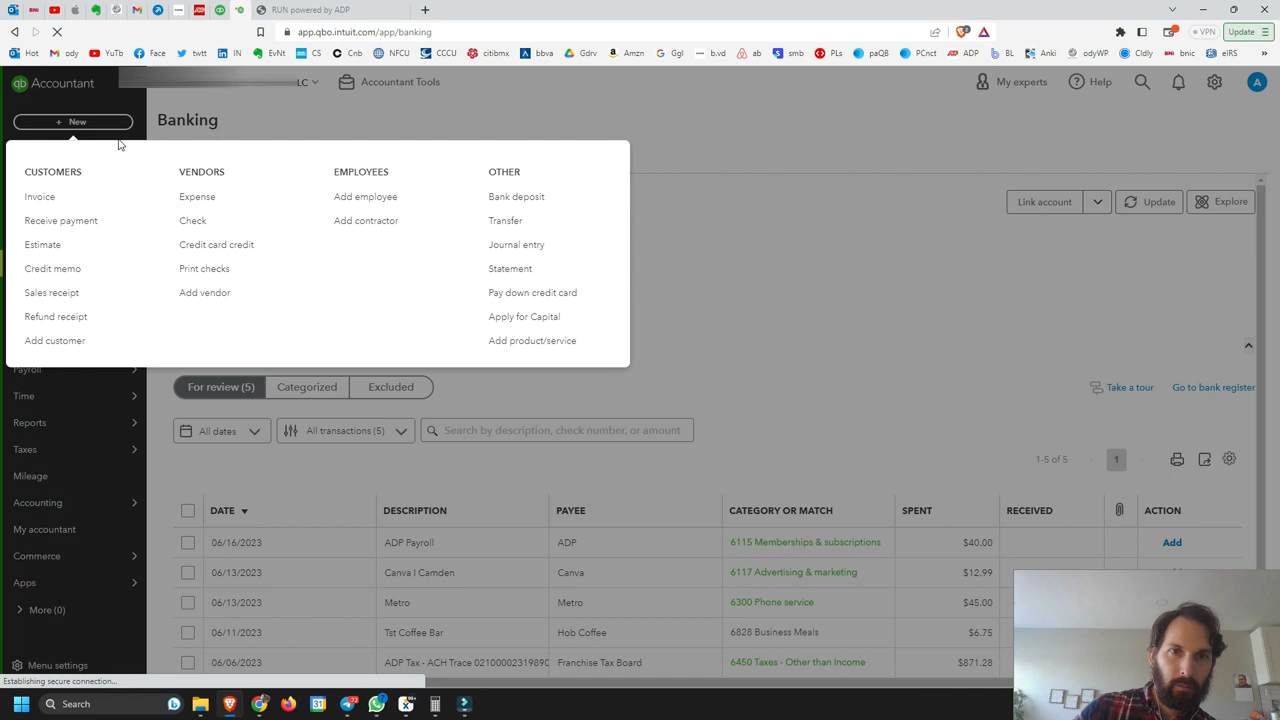 RUN powered by ADP
app.qbo.intuit.com/app/banking
VPN
Update
Hot
ody
YuTb
Face
twtt
IN
EvNt
CS
Cnb
NFCU
CCCU
citibmx
bbva
Gdrv
Amzn
Ggl
b.vd
ab
smb
PLs
paQB
PCnct
ADP
BL
Anki
odyWP
Cldly
bnic
eIRS
qb Accountant
LC
Accountant Tools
My experts
Help
A
+ New
Banking
CUSTOMERS
VENDORS
EMPLOYEES
OTHER
Invoice
Expense
Add employee
Bank deposit
Receive payment
Check
Add contractor
Transfer
Estimate
Credit card credit
Journal entry
Credit memo
Print checks
Statement
Sales receipt
Add vendor
Pay down credit card
Refund receipt
Apply for Capital
Add customer
Add product/service
Link account
Update
Explore
Payroll
Time
Reports
Taxes
Mileage
Accounting
My accountant
Commerce
Apps
More (0)
Menu settings
For review (5)
Categorized
Excluded
Take a tour
Go to bank register
All dates
All transactions (5)
Search by description, check number, or amount
1-5 of 5
1
DATE DESCRIPTION PAYEE CATEGORY OR MATCH SPENT RECEIVED ACTION
06/16/2023 ADP Payroll ADP 6115 Memberships & subscriptions $40.00 Add
06/13/2023 Canva I Camden Canva 6117 Advertising & marketing $12.99
06/13/2023 Metro Metro 6300 Phone service $45.00
06/11/2023 Tst Coffee Bar Hob Coffee 6828 Business Meals $6.75
06/06/2023 ADP Tax - ACH Trace 02100002319890 Franchise Tax Board 6450 Taxes - Other than Income $871.28
Establishing secure connection...
Search
31
99+